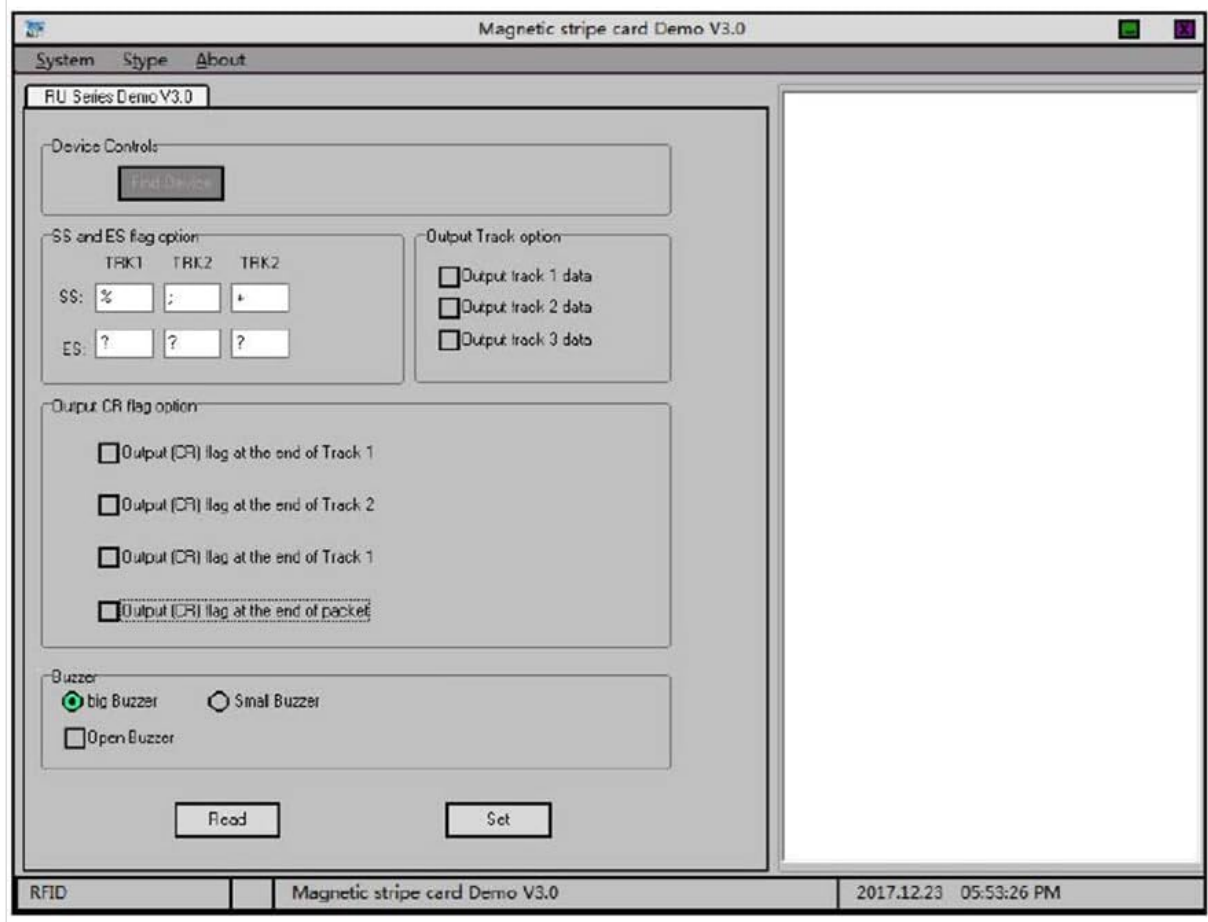 Magnetic stripe card Demo V3.0
System Stype About
RU Series Demo V3.0
Device Controls
Find Device
SS and ES flag option
TRK1 TRK2 TRK2
SS: % ; +
ES: ? ? ?
Output Track option
Output track 1 data
Output track 2 data
Output track 3 data
Output CR flag option
Output (CR) flag at the end of Track 1
Output (CR) flag at the end of Track 2
Output (CR) flag at the end of Track 1
Output (CR) flag at the end of packet
Buzzer
big Buzzer Small Buzzer
Open Buzzer
Read Set
RFID Magnetic stripe card Demo V3.0 2017.12.23 05:53:26 PM